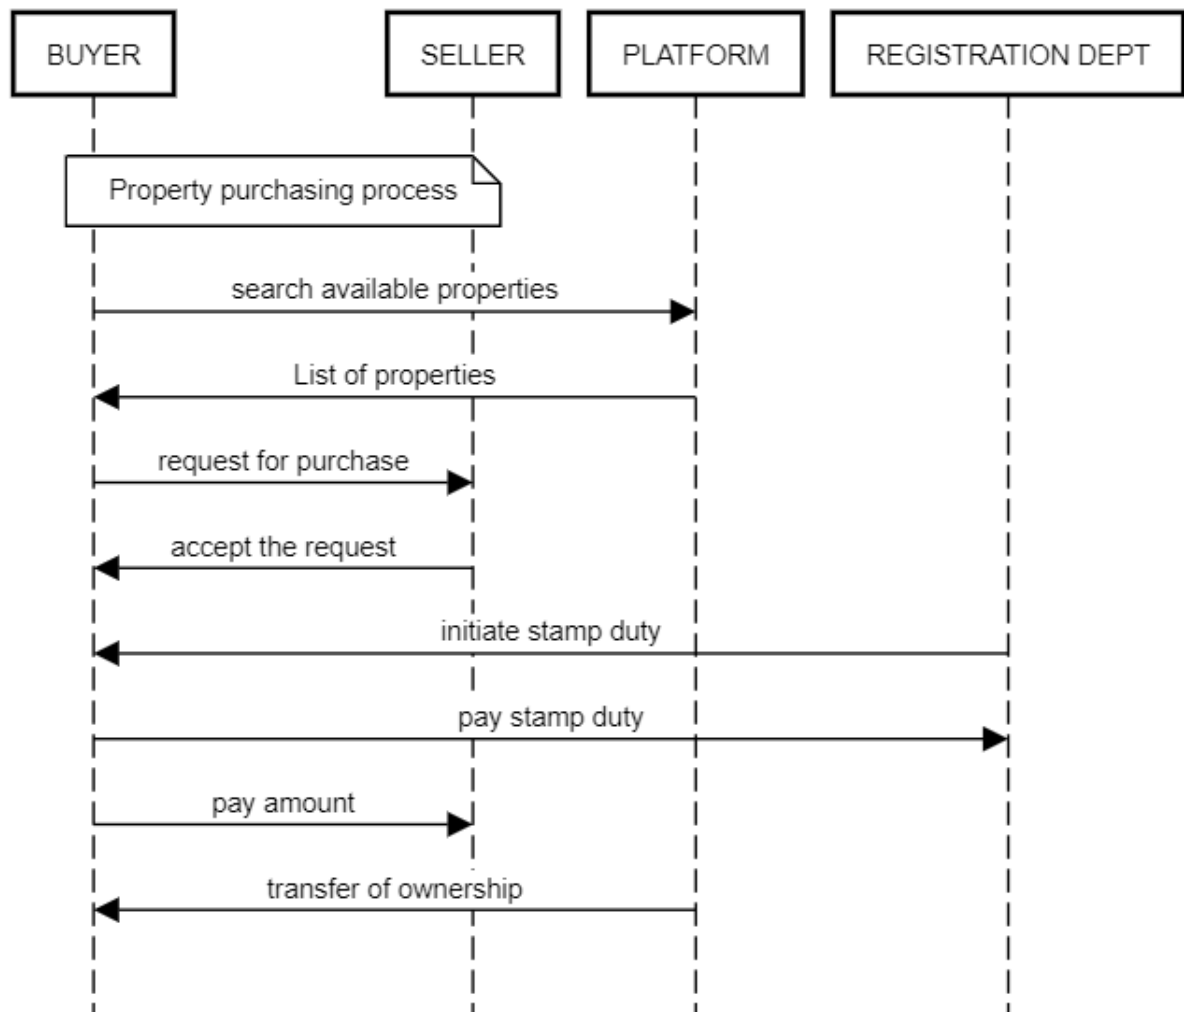 BUYER
SELLER
PLATFORM
REGISTRATION DEPT
Property purchasing process
search available properties
List of properties
request for purchase
accept the request
initiate stamp duty
pay stamp duty
pay amount
transfer of ownership